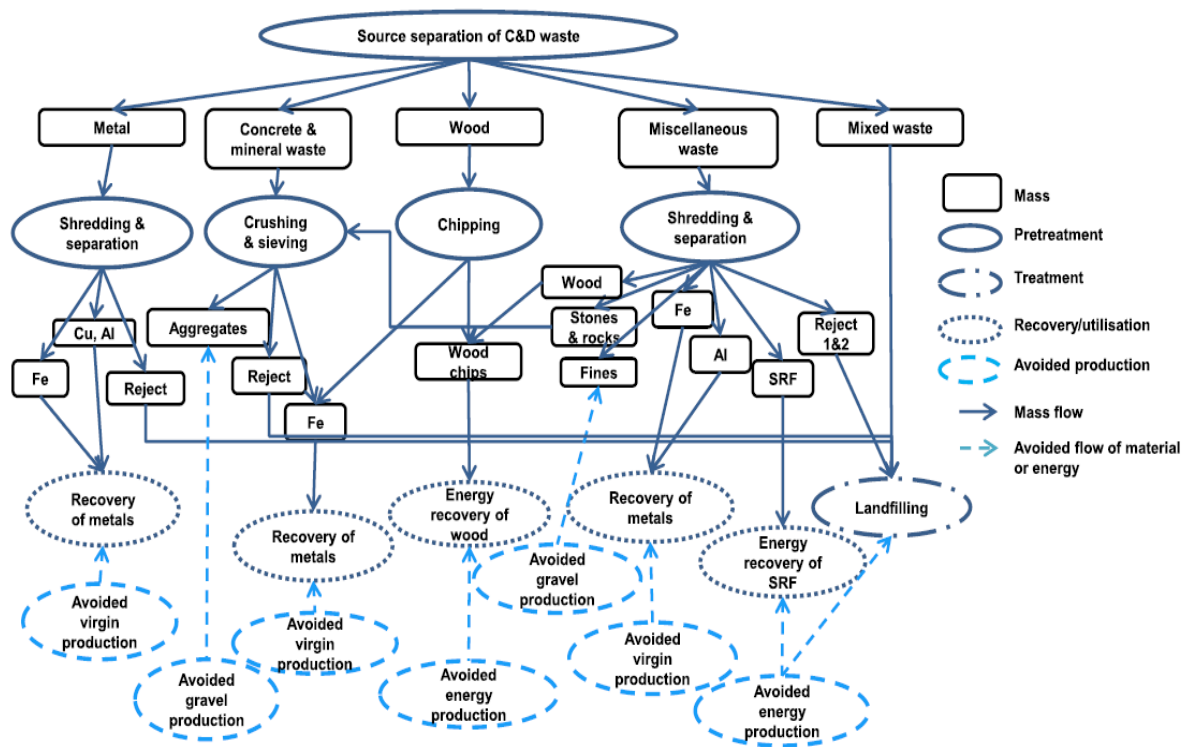 Source separation of C&D waste
Metal
Concrete &
mineral waste
Wood
Miscellaneous
waste
Mixed waste
Shredding &
separation
Crushing
& sieving
Chipping
Shredding &
separation
Wood
Fe
Cu, Al
Aggregates
Stones
& rocks
Reject
1&2
Fe
Reject
Reject
Wood
chips
Fines
Al
SRF
Fe
Recovery
of metals
Recovery of
metals
Energy
recovery of
wood
Recovery of
metals
Energy
recovery of
SRF
Landfilling
Avoided
virgin
production
Avoided
gravel
production
Avoided
virgin
production
Avoided
energy
production
Avoided
gravel
production
Avoided
virgin
production
Avoided
energy
production
Mass
Pretreatment
Treatment
Recovery/utilisation
Avoided production
Mass flow
Avoided flow of material
or energy